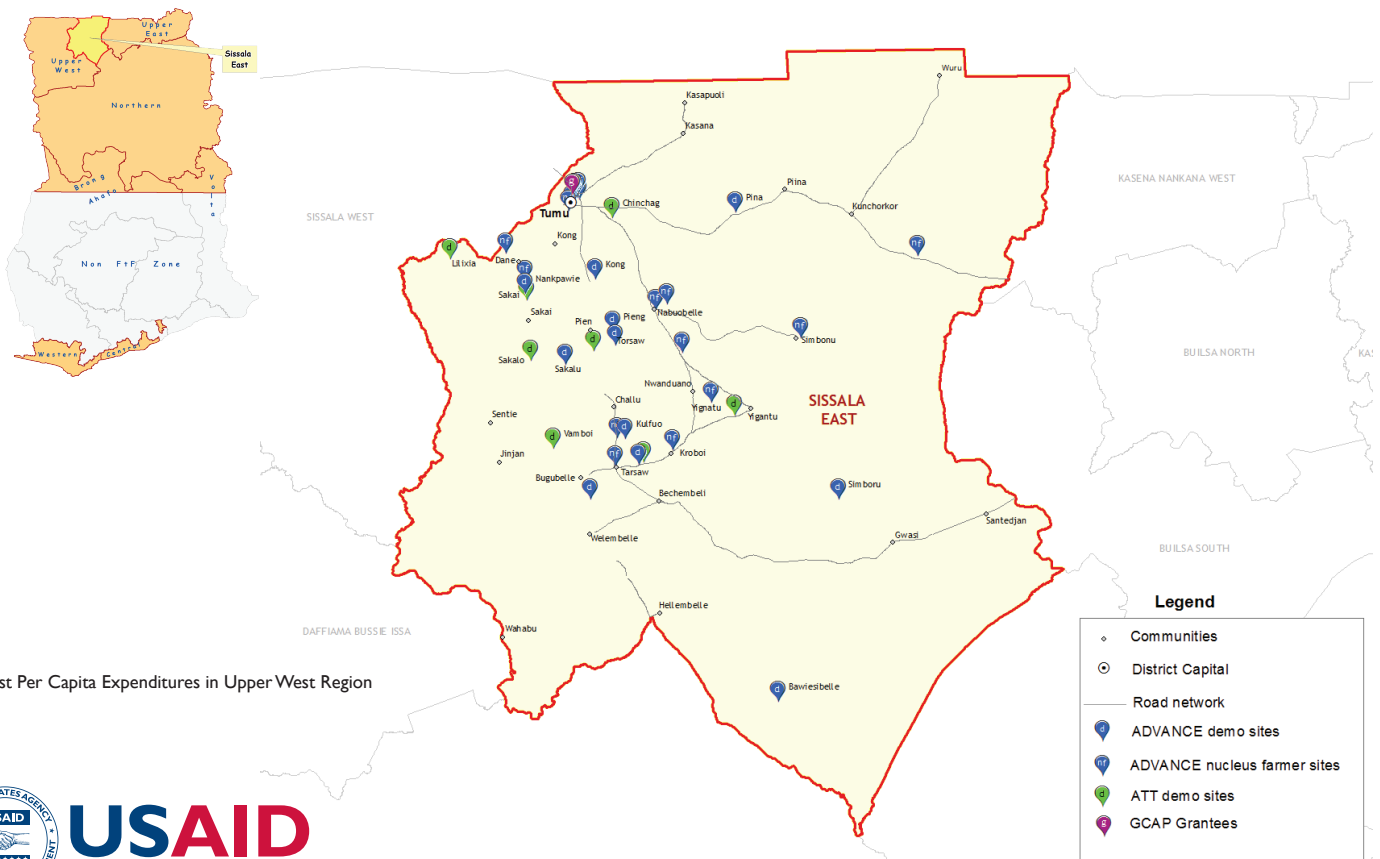 Upper
East
Sissala
East
Upper
West
Northern
Brong
Ahafo
Volta
Non FtF Zone
Western
Central
Wuru
Kasapuoli
Kasana
KASENA NANKANA WEST
SISSALA WEST
Piina
Pina
Chinchag
Kunchorkor
Tumu
g
d
Kong
nf
Lilixia
Dane
Kong
Nankpawie
Sakai
Nabuobelle
Sakai
Pien
Pieng
Torsaw
Simbonu
BUILSA NORTH
Sakalo
Sakalu
Nwanduano
SISSALA
EAST
Challu
Yignatu
Yigantu
Sentie
Kulfuo
Vamboi
Jinjan
Kroboi
Tarsaw
Bugubelle
Bechembeli
Simboru
Santedjan
Welembelle
Gwasi
BUILSA SOUTH
Hellembelle
DAFFIAMA BUSSIE ISSA
Wahabu
Bawiesibelle
st Per Capita Expenditures in Upper West Region
Legend
Communities
District Capital
Road network
d ADVANCE demo sites
nf ADVANCE nucleus farmer sites
d ATT demo sites
g GCAP Grantees
USAID